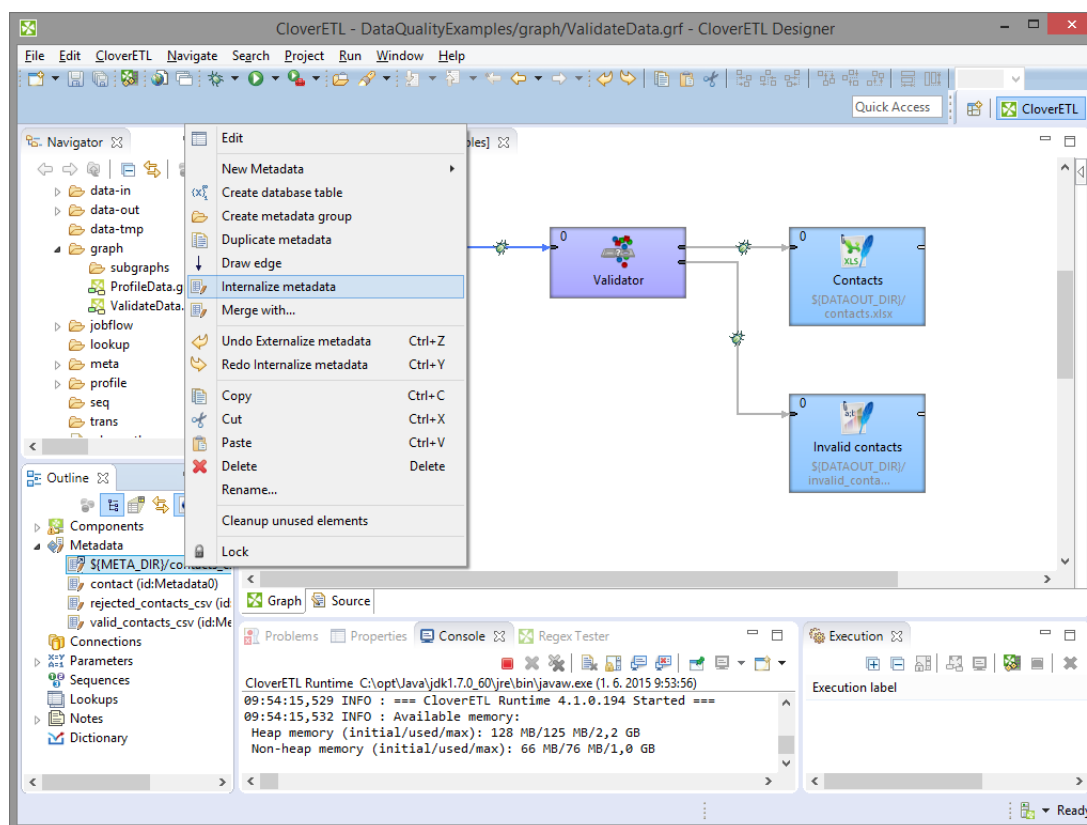 CloverETL - DataQualityExamples/graph/ValidateData.grf - CloverETL Designer
File Edit CloverETL Navigate Search Project Run Window Help
Quick Access
CloverETL
Navigator
data-in
data-out
data-tmp
graph
subgraphs
ProfileData.g
ValidateData.
jobflow
lookup
meta
profile
seq
trans
Edit
New Metadata
Create database table
Create metadata group
Duplicate metadata
Draw edge
Internalize metadata
Merge with...
Undo Externalize metadata Ctrl+Z
Redo Internalize metadata Ctrl+Y
Copy Ctrl+C
Cut Ctrl+X
Paste Ctrl+V
Delete Delete
Rename...
Cleanup unused elements
Lock
0
Validator
0
XLS
Contacts
${DATAOUT_DIR}/
contacts.xlsx
0
Invalid contacts
${DATAOUT_DIR}/
invalid_conta...
Outline
Components
Metadata
${META_DIR}/contacts_c
contact (id:Metadata0)
rejected_contacts_csv (id:
valid_contacts_csv (id:Me
Connections
Parameters
Sequences
Lookups
Notes
Dictionary
Graph Source
Problems Properties Console Regex Tester
CloverETL Runtime C:\opt\Java\jdk1.7.0_60\jre\bin\javaw.exe (1. 6. 2015 9:53:56)
09:54:15,529 INFO : === CloverETL Runtime 4.1.0.194 Started ===
09:54:15,532 INFO : Available memory:
Heap memory (initial/used/max): 128 MB/125 MB/2,2 GB
Non-heap memory (initial/used/max): 66 MB/76 MB/1,0 GB
Execution
Execution label
Ready